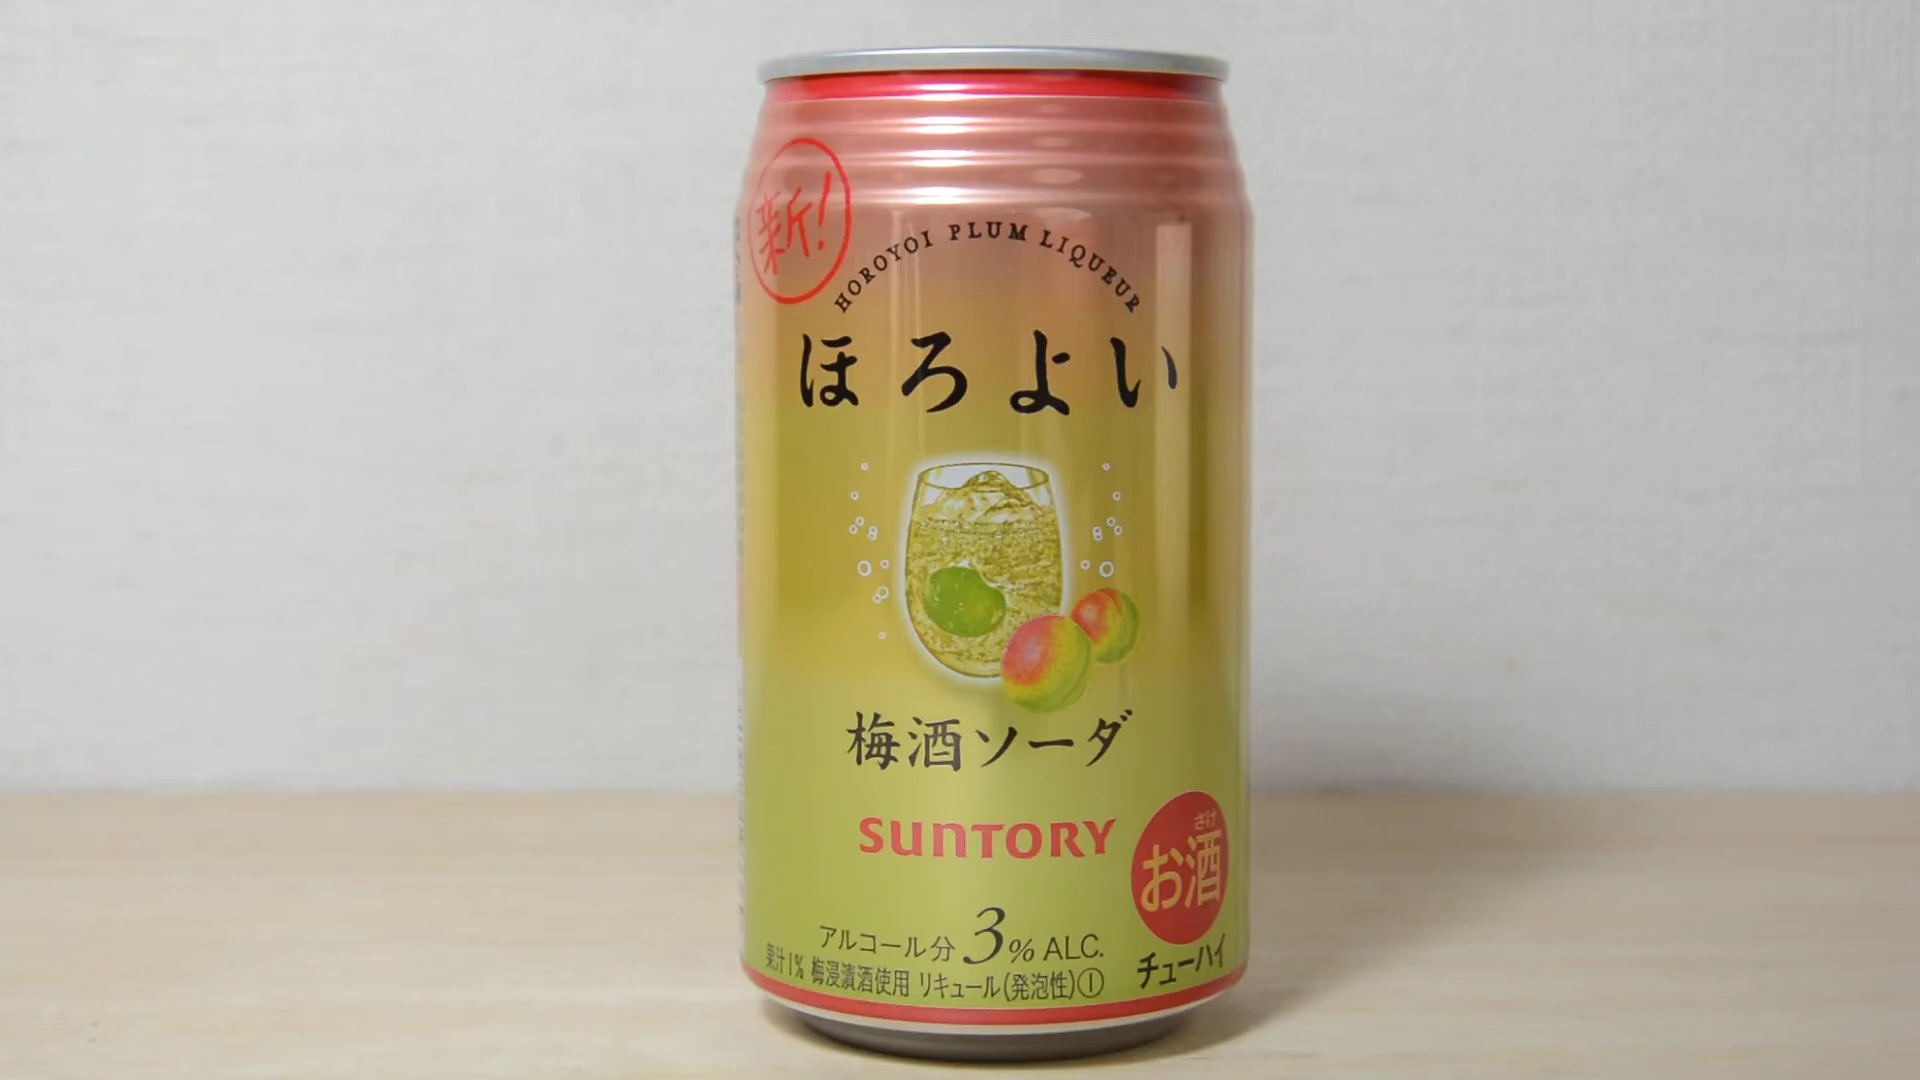 新!
HOROYOI PLUM LIQUEUR
ほろよい
梅酒ソーダ
SUNTORY
さけ
お酒
アルコール分 3% ALC.
チューハイ
果汁1% 梅浸漬酒使用 リキュール(発泡性)①